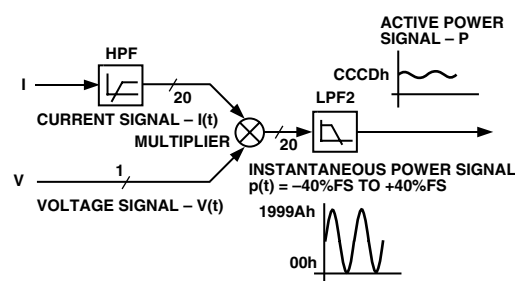 ACTIVE POWER
SIGNAL – P
HPF
CCCDh
I
20
LPF2
CURRENT SIGNAL – I(t)
MULTIPLIER
20
INSTANTANEOUS POWER SIGNAL
p(t) = –40%FS TO +40%FS
V
1
VOLTAGE SIGNAL – V(t)
1999Ah
00h